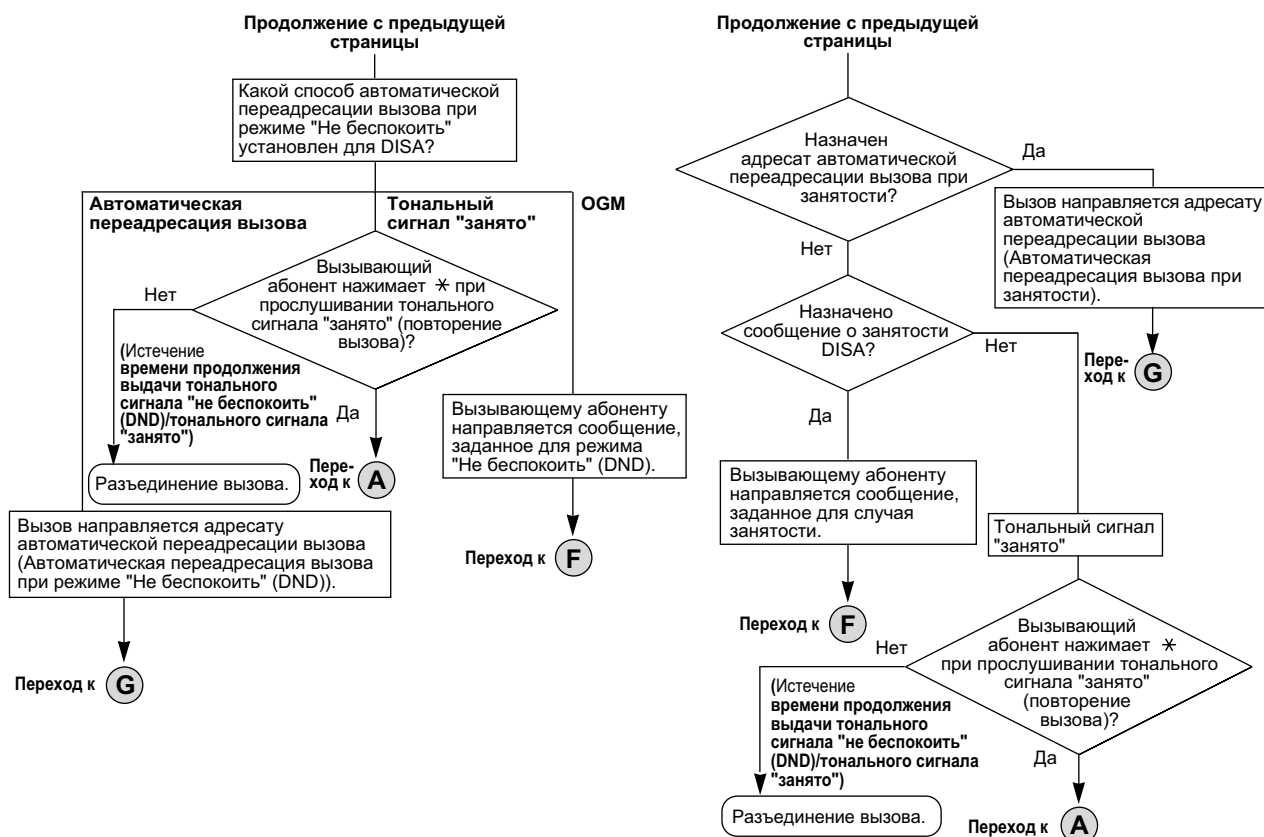 Продолжение с предыдущей
страницы
Какой способ автоматической
переадресации вызова при
режиме "Не беспокоить"
установлен для DISA?
Автоматическая
переадресация вызова
Тональный
сигнал "занято"
OGM
Вызывающий
абонент нажимает ✳ при
прослушивании тонального
сигнала "занято" (повторение
вызова)?
Нет
(Истечение
времени продолжения
выдачи тонального
сигнала "не беспокоить"
(DND)/тонального сигнала
"занято")
Да
Разъединение вызова.
Пере-
ход к
A
Вызывающему абоненту
направляется сообщение,
заданное для режима
"Не беспокоить" (DND).
Переход к F
Вызов направляется адресату
автоматической переадресации вызова
(Автоматическая переадресация вызова
при режиме "Не беспокоить" (DND)).
Переход к G
Продолжение с предыдущей
страницы
Назначен
адресат автоматической
переадресации вызова при
занятости?
Да
Вызов направляется адресату
автоматической
переадресации вызова
(Автоматическая
переадресация вызова при
занятости).
Пере-
ход к
G
Нет
Назначено
сообщение о занятости
DISA?
Нет
Да
Вызывающему абоненту
направляется сообщение,
заданное для случая
занятости.
Переход к F
Тональный сигнал
"занято"
Вызывающий
абонент нажимает ✳
при прослушивании тонального
сигнала "занято"
(повторение
вызова)?
Нет
(Истечение
времени продолжения
выдачи тонального
сигнала "не беспокоить"
(DND)/тонального сигнала
"занято")
Да
Разъединение вызова.
Переход к A